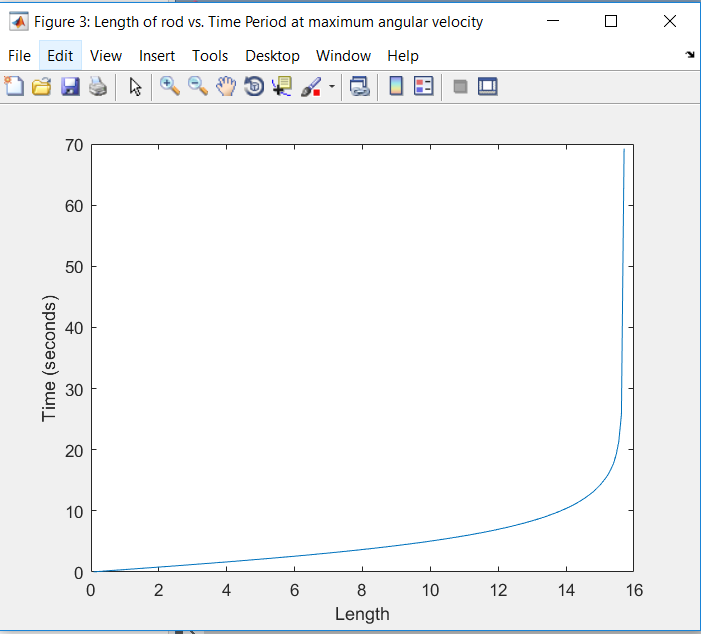 Figure 3: Length of rod vs. Time Period at maximum angular velocity
File Edit View Insert Tools Desktop Window Help
70
60
50
40
30
20
10
0
Time (seconds)
0 2 4 6 8 10 12 14 16
Length